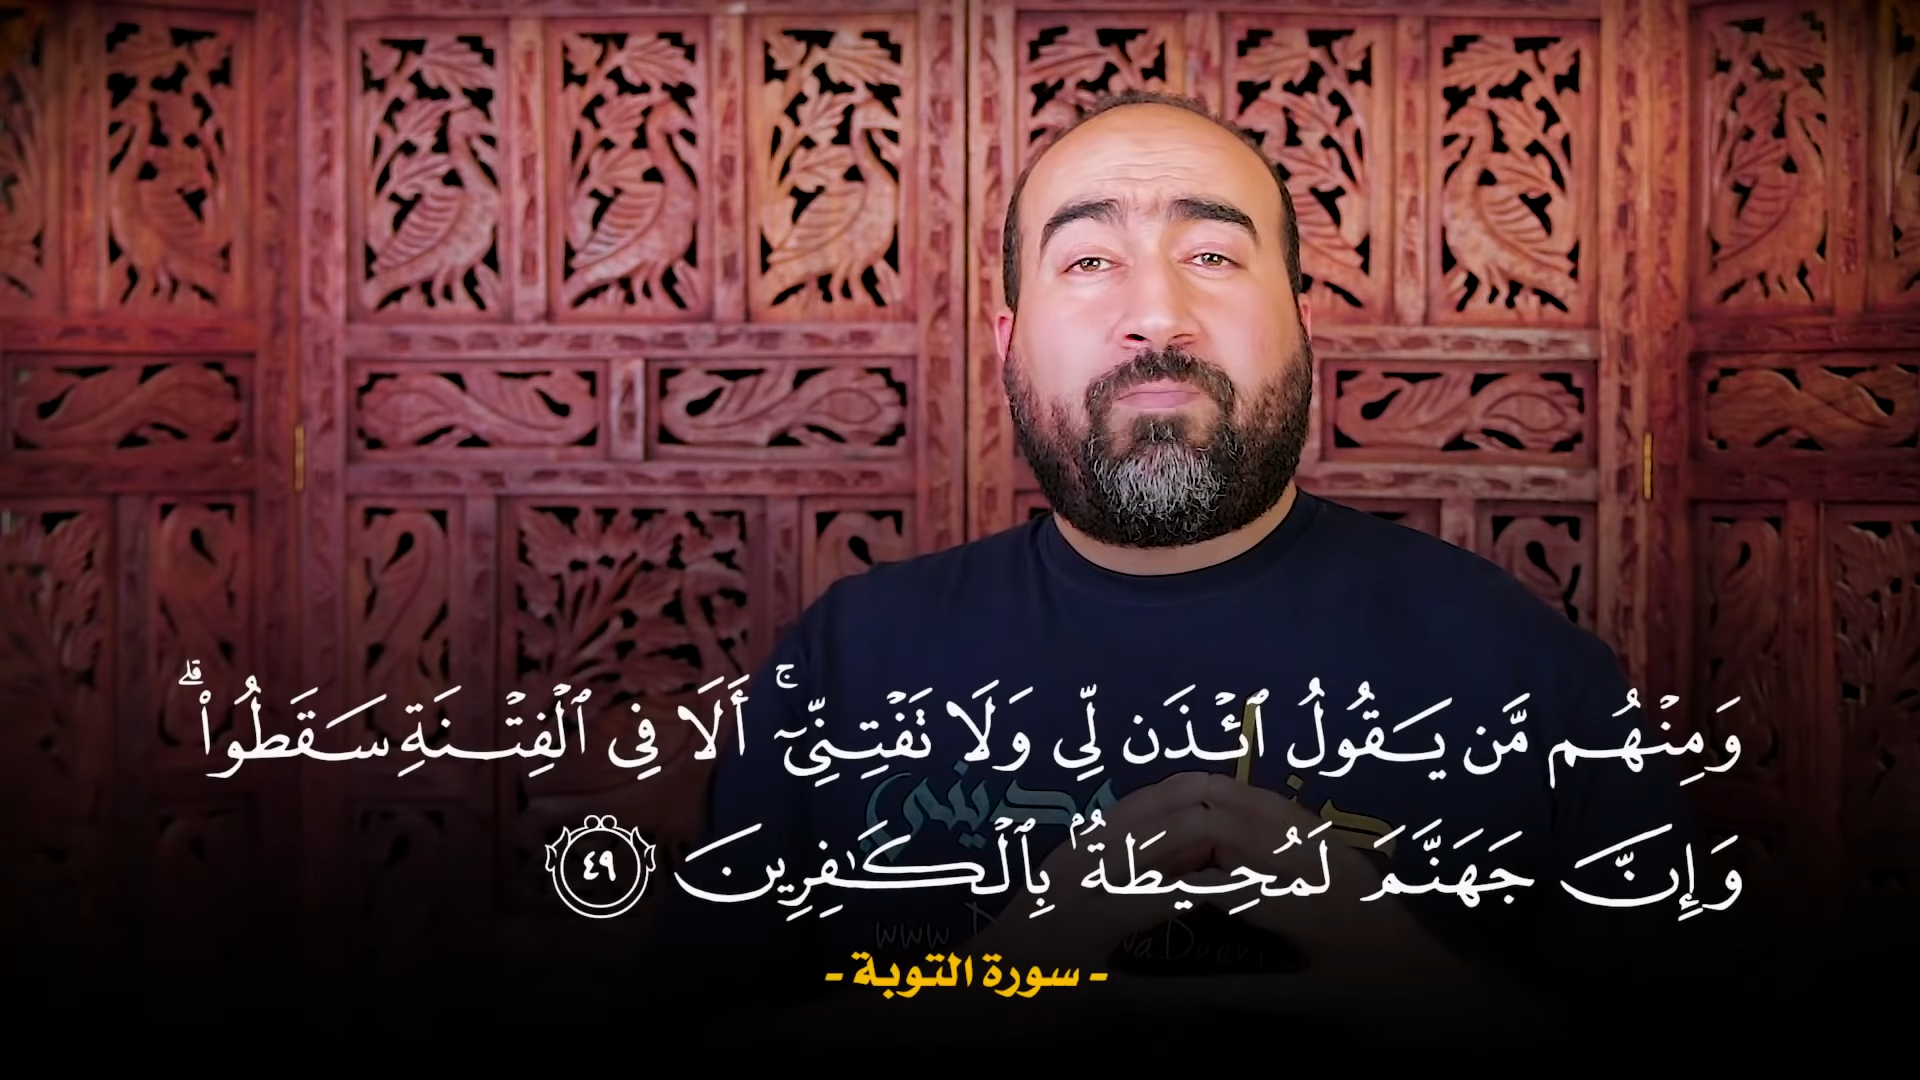 وَمِنْهُم مَّن يَقُولُ ٱئْذَن لِّى وَلَا تَفْتِنِّىٓ ۚ أَلَا فِى ٱلْفِتْنَةِ سَقَطُوا۟ ۗ
وَإِنَّ جَهَنَّمَ لَمُحِيطَةٌۢ بِٱلْكَـٰفِرِينَ ٤٩
- سورة التوبة -